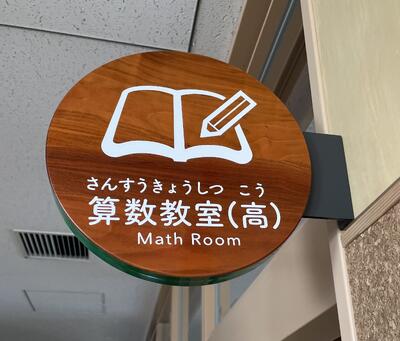 さんすうきょうしつ こう
算数教室(高)
Math Room